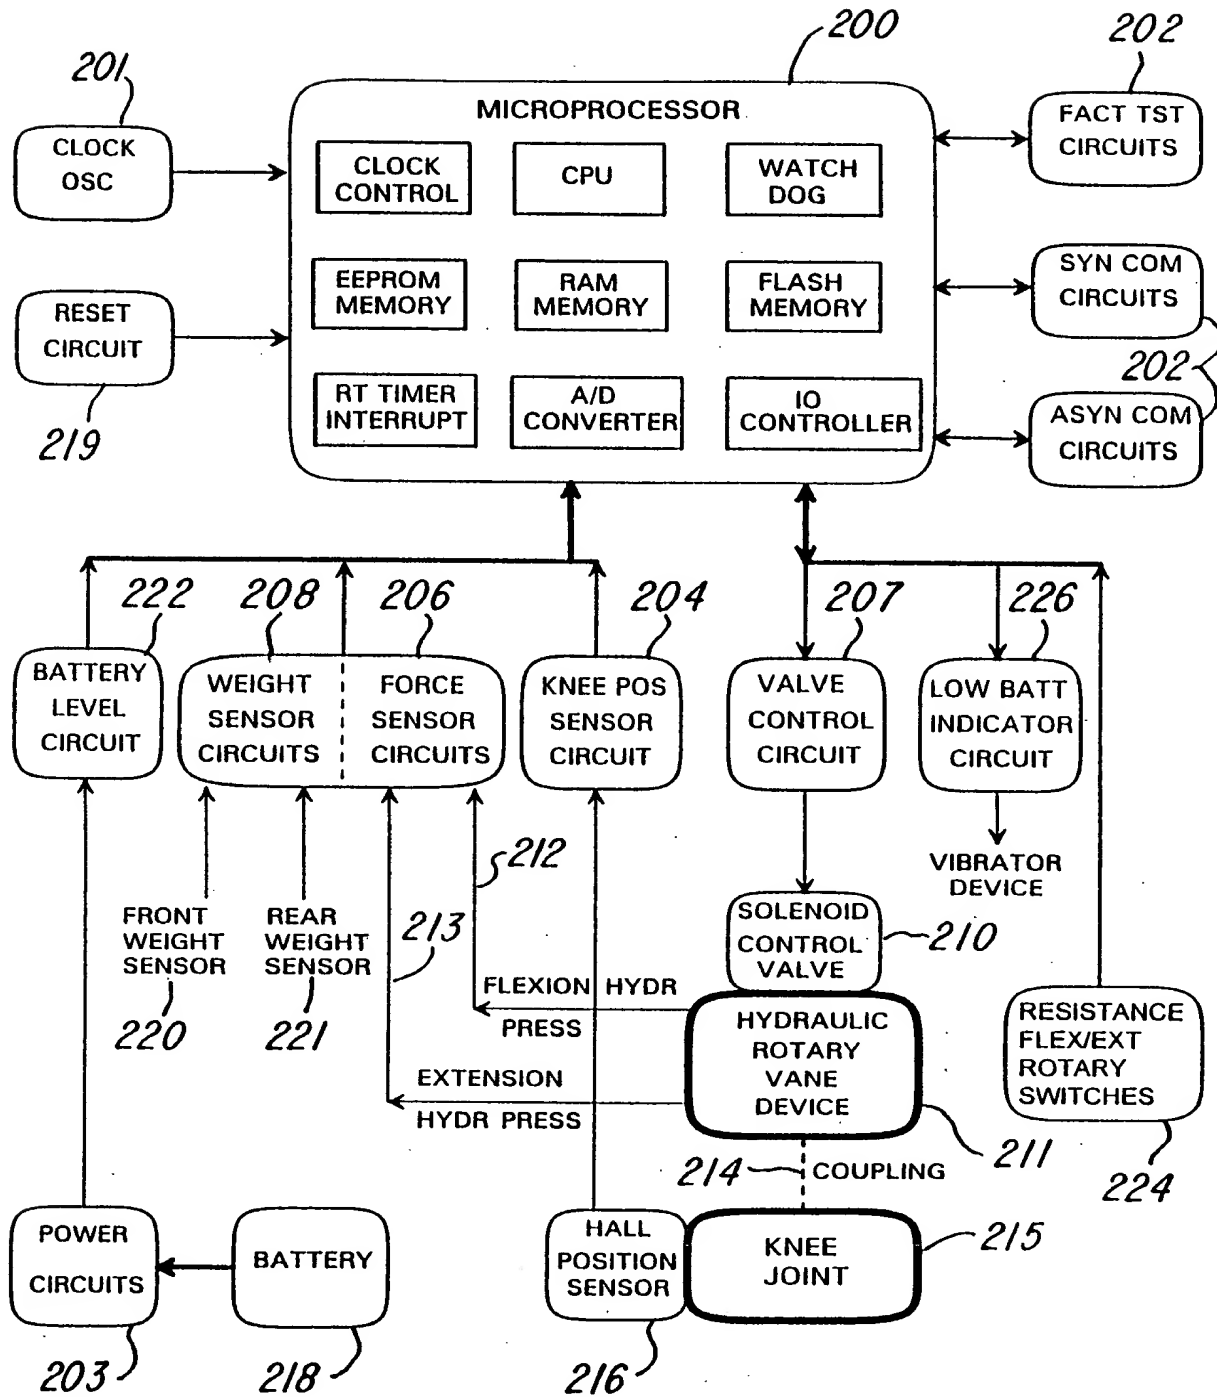 200
202
201
MICROPROCESSOR
CLOCK
OSC
CLOCK
CONTROL
CPU
WATCH
DOG
FACT TST
CIRCUITS
EEPROM
MEMORY
RAM
MEMORY
FLASH
MEMORY
SYN COM
CIRCUITS
RESET
CIRCUIT
219
RT TIMER
INTERRUPT
A/D
CONVERTER
IO
CONTROLLER
202
ASYN COM
CIRCUITS
222
208
206
204
207
226
BATTERY
LEVEL
CIRCUIT
WEIGHT
SENSOR
CIRCUITS
FORCE
SENSOR
CIRCUITS
KNEE POS
SENSOR
CIRCUIT
VALVE
CONTROL
CIRCUIT
LOW BATT
INDICATOR
CIRCUIT
212
VIBRATOR
DEVICE
FRONT
WEIGHT
SENSOR
220
REAR
WEIGHT
SENSOR
221
213
SOLENOID
CONTROL
VALVE
210
FLEXION HYDR
PRESS
EXTENSION
HYDR PRESS
HYDRAULIC
ROTARY
VANE
DEVICE
211
RESISTANCE
FLEX/EXT
ROTARY
SWITCHES
224
214
COUPLING
POWER
CIRCUITS
203
BATTERY
218
HALL
POSITION
SENSOR
216
KNEE
JOINT
215